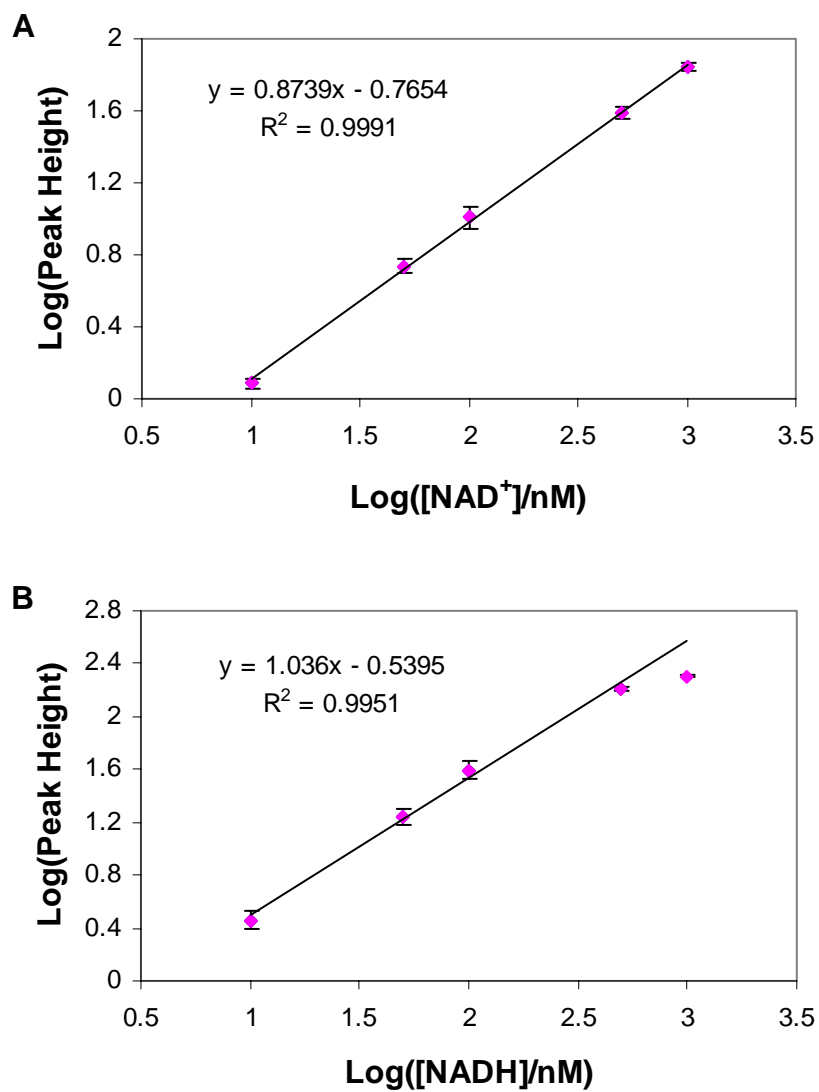 A
2
y = 0.8739x - 0.7654
R² = 0.9991
1.6
1.2
0.8
0.4
0
0.5 1 1.5 2 2.5 3 3.5
Log(Peak Height)
Log([NAD⁺]/nM)
B
2.8
y = 1.036x - 0.5395
R² = 0.9951
2.4
2
1.6
1.2
0.8
0.4
0
0.5 1 1.5 2 2.5 3 3.5
Log(Peak Height)
Log([NADH]/nM)